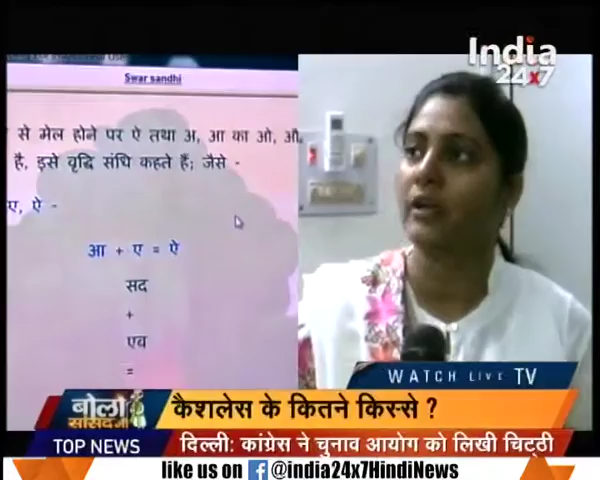 India
24x7
Swar sandhi
से मेल होने पर ऐ तथा अ, आ का ओ, औ
है, इसे वृद्धि संधि कहते हैं; जैसे -
ए, ऐ -
आ + ए = ऐ
सद
+
एव
=
WATCH LIVE TV
बोलो
सांसद जी
कैशलेस के कितने किस्से ?
TOP NEWS
दिल्ली: कांग्रेस ने चुनाव आयोग को लिखी चिट्ठी
like us on f @india24x7HindiNews